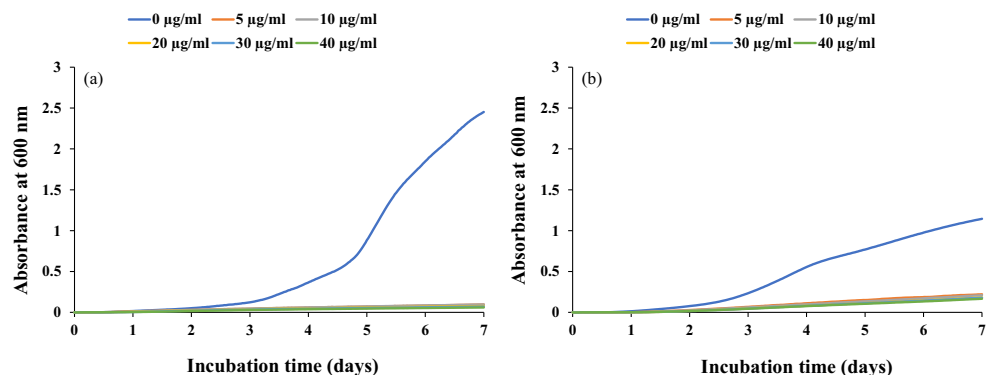 0 µg/ml 5 µg/ml 10 µg/ml
20 µg/ml 30 µg/ml 40 µg/ml
(a)
Absorbance at 600 nm
3
2.5
2
1.5
1
0.5
0
0 1 2 3 4 5 6 7
Incubation time (days)
0 µg/ml 5 µg/ml 10 µg/ml
20 µg/ml 30 µg/ml 40 µg/ml
(b)
Absorbance at 600 nm
3
2.5
2
1.5
1
0.5
0
0 1 2 3 4 5 6 7
Incubation time (days)